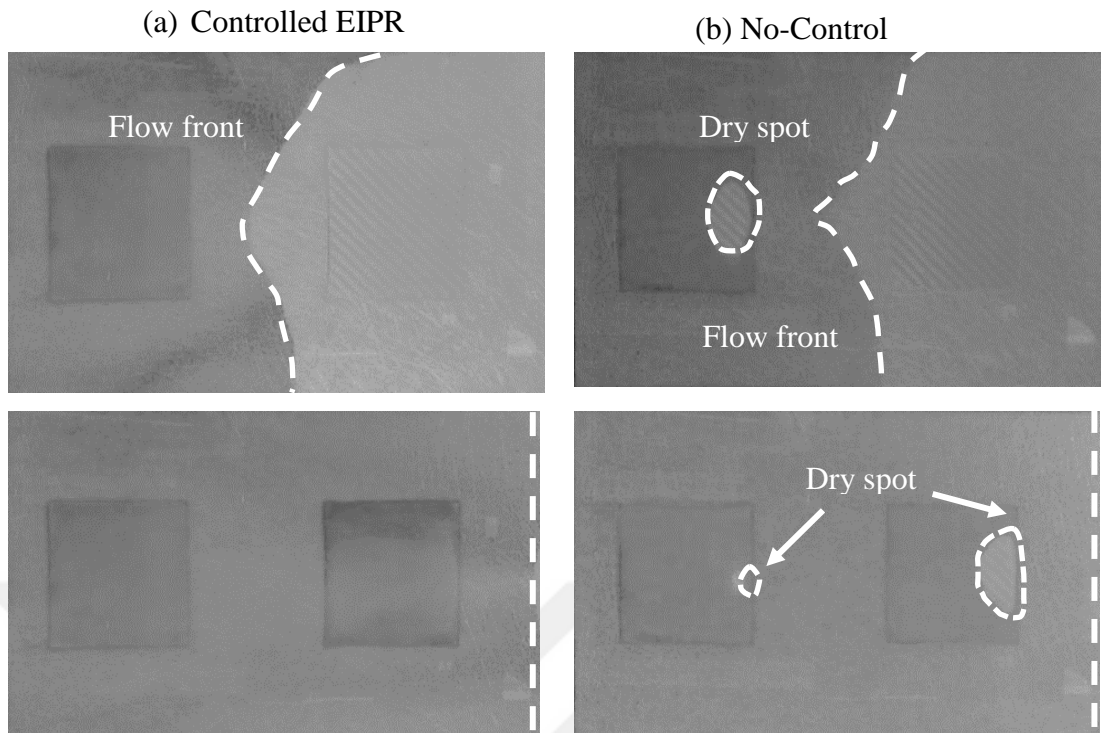 (a) Controlled EIPR
(b) No-Control
Flow front
Dry spot
Flow front
Dry spot